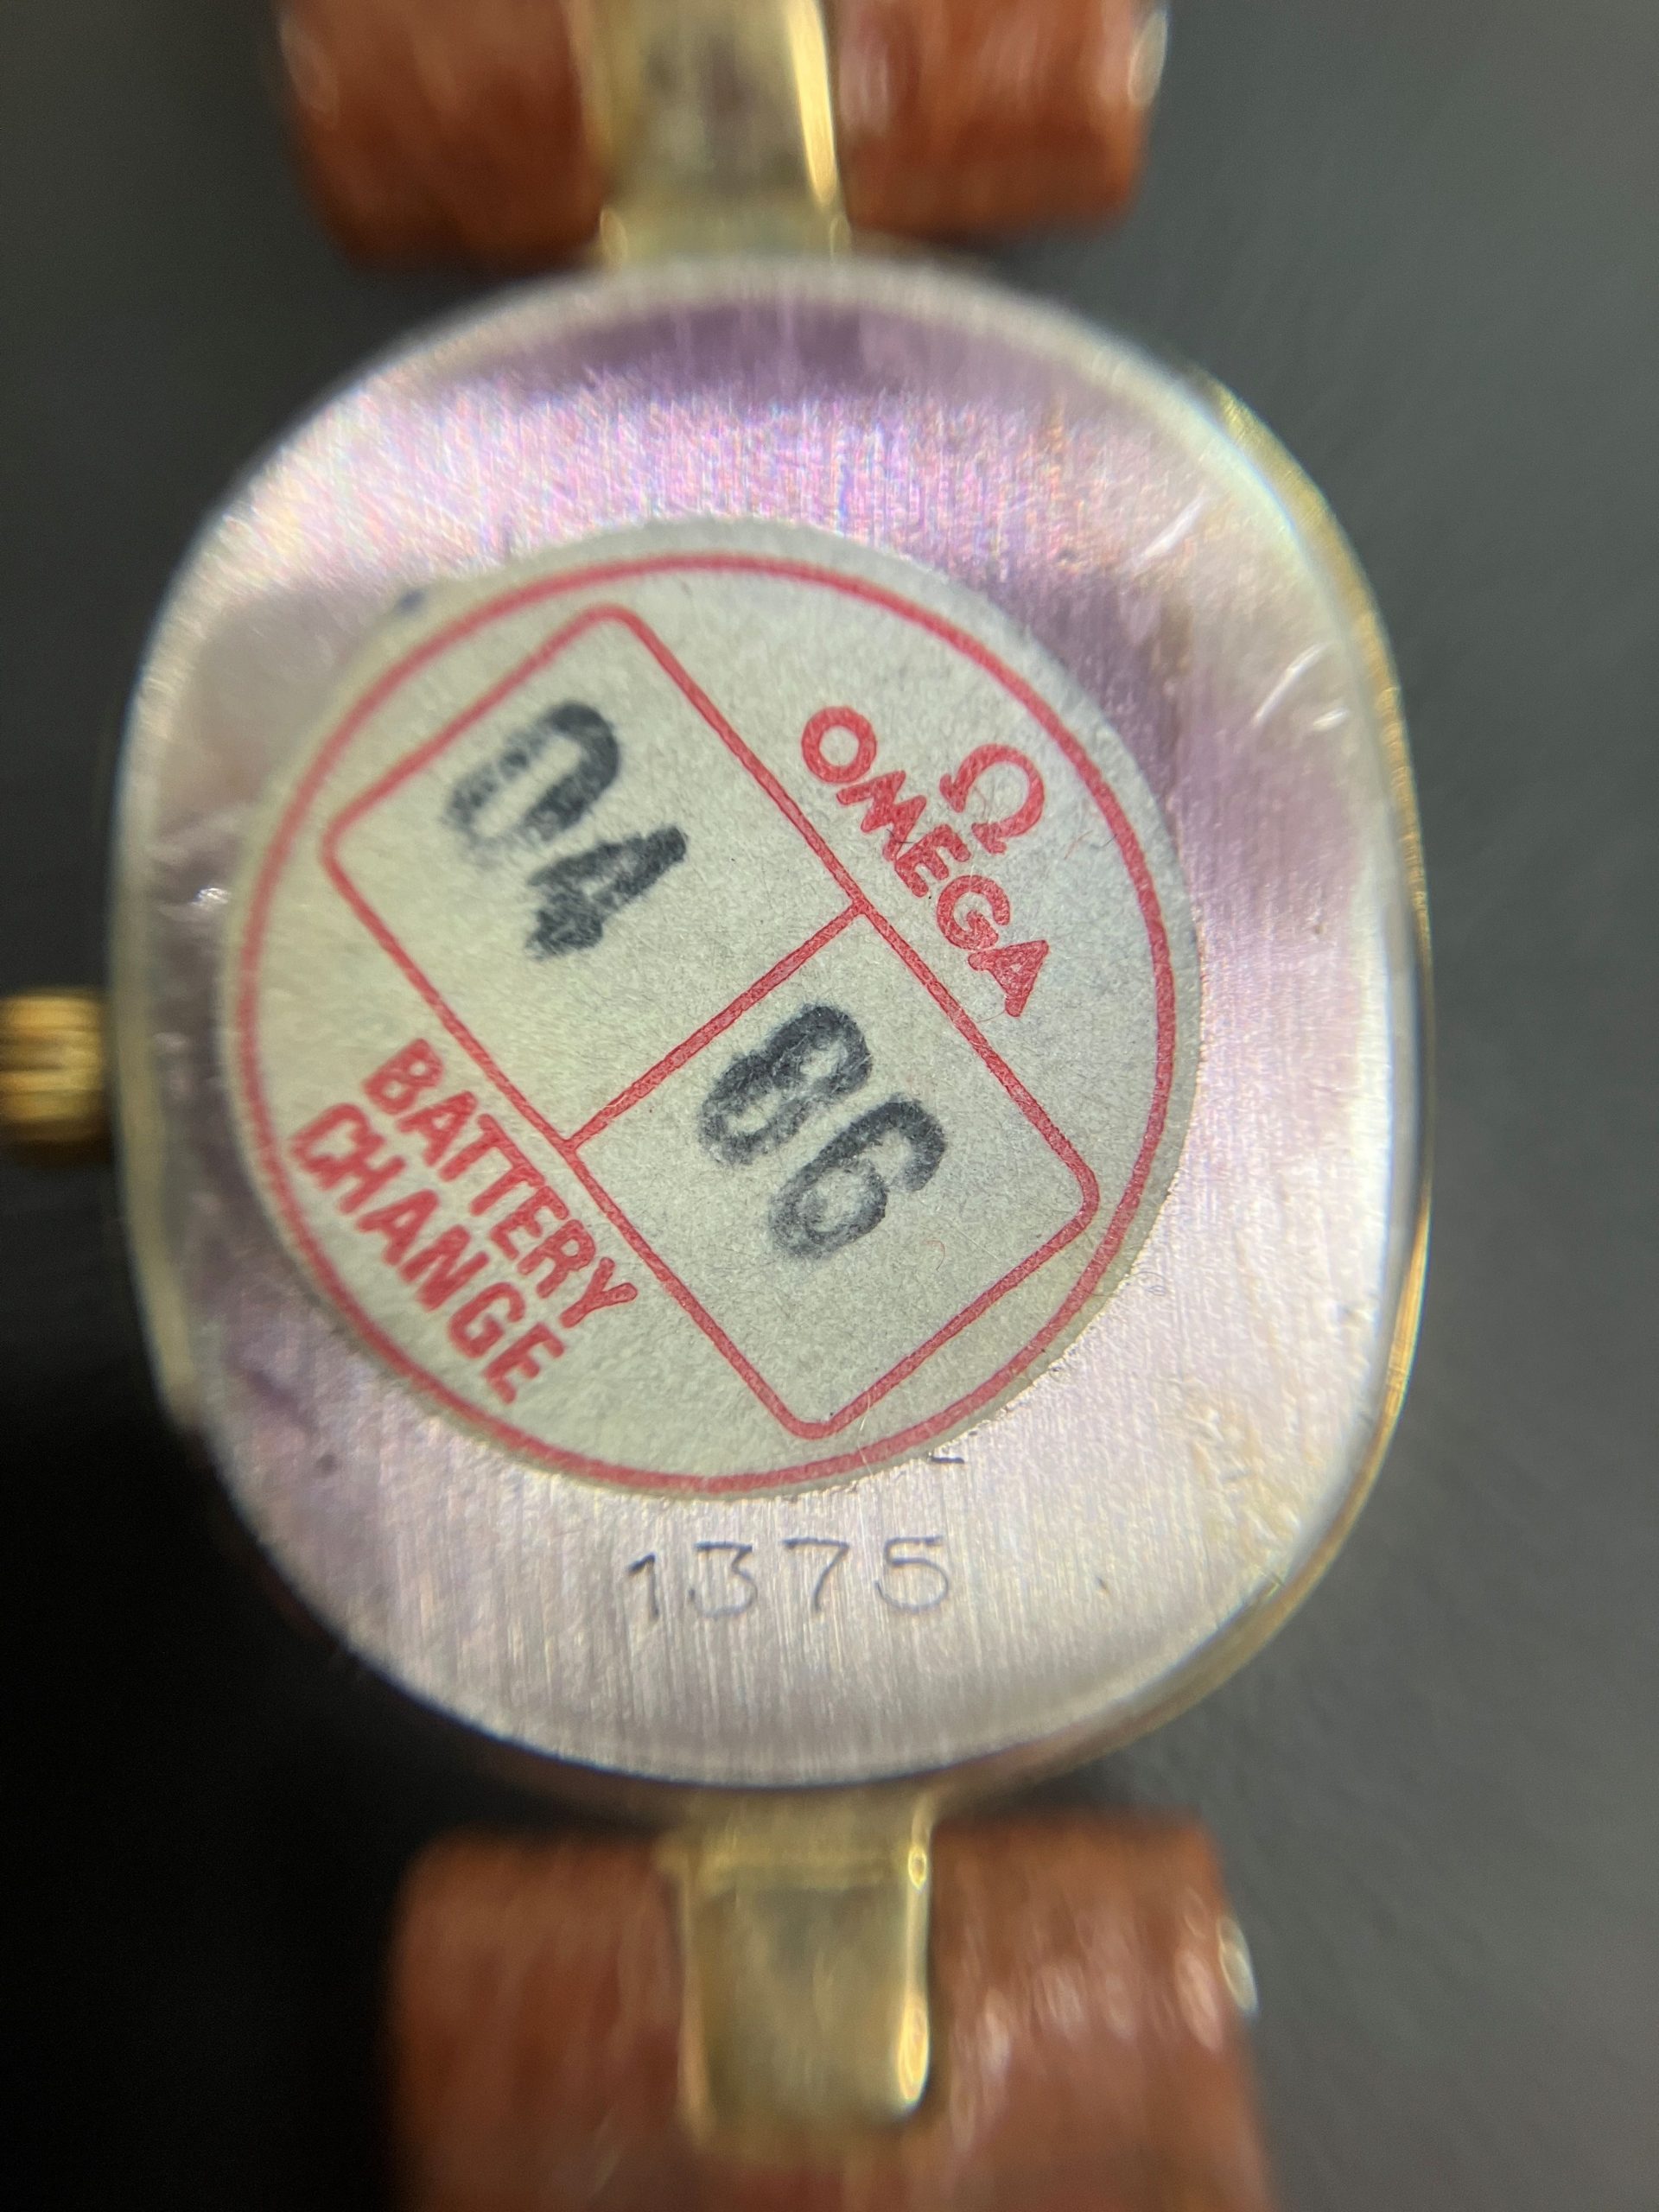 Ω
OMEGA
04 86
BATTERY
CHANGE
1375